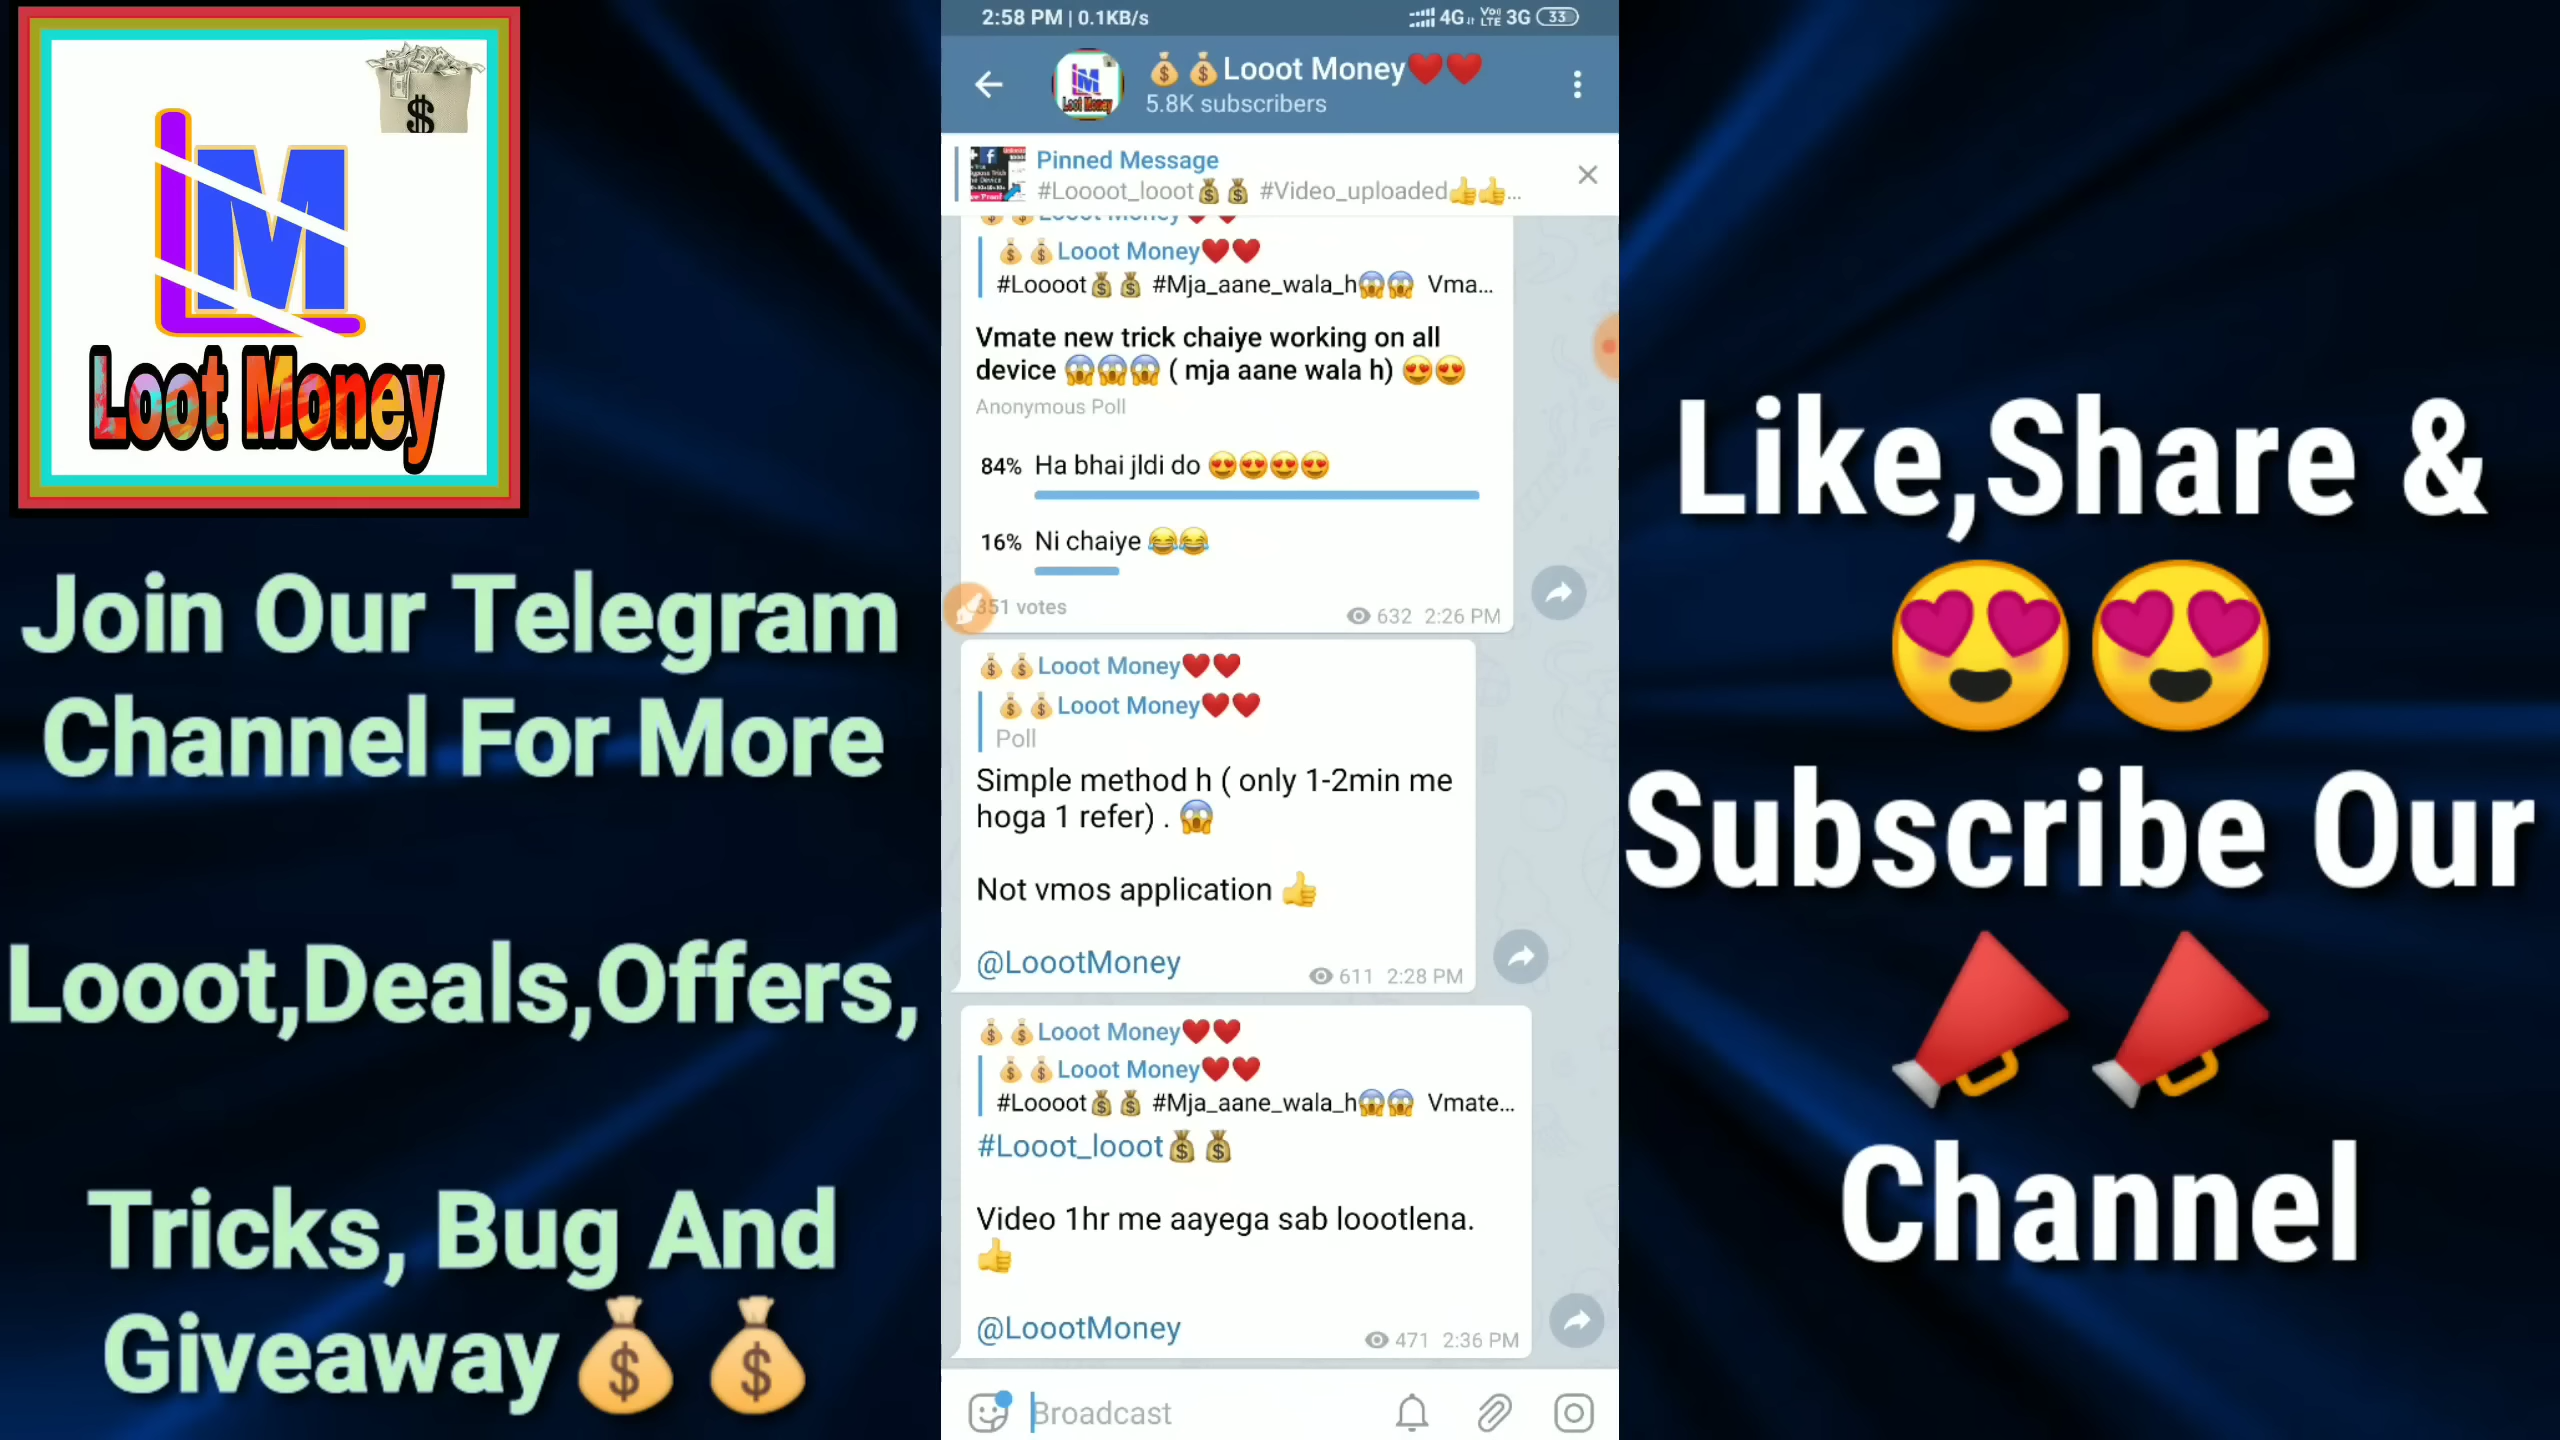 LM
$
Loot Money
Join Our Telegram
Channel For More
Looot,Deals,Offers,
Tricks, Bug And
Giveaway💰💰
2:58 PM | 0.1KB/s
4G Vo) LTE 3G 33
💰💰Looot Money❤️❤️
5.8K subscribers
Pinned Message
#Loooot_looot💰💰 #Video_uploaded👍👍...
💰💰Looot Money❤️❤️
💰💰Looot Money❤️❤️
#Loooot💰💰 #Mja_aane_wala_h😱😱 Vma...
Vmate new trick chaiye working on all
device 😱😱😱 ( mja aane wala h) 😍😍
Anonymous Poll
84% Ha bhai jldi do 😍😍😍😍
16% Ni chaiye 😂😂
351 votes
632 2:26 PM
💰💰Looot Money❤️❤️
💰💰Looot Money❤️❤️
Poll
Simple method h ( only 1-2min me
hoga 1 refer) . 😱
Not vmos application 👍
@LoootMoney
611 2:28 PM
💰💰Looot Money❤️❤️
💰💰Looot Money❤️❤️
#Loooot💰💰 #Mja_aane_wala_h😱😱 Vmate...
#Looot_looot💰💰
Video 1hr me aayega sab loootlena.
👍
@LoootMoney
471 2:36 PM
Broadcast
Like,Share &
😍😍
Subscribe Our
📣📣
Channel